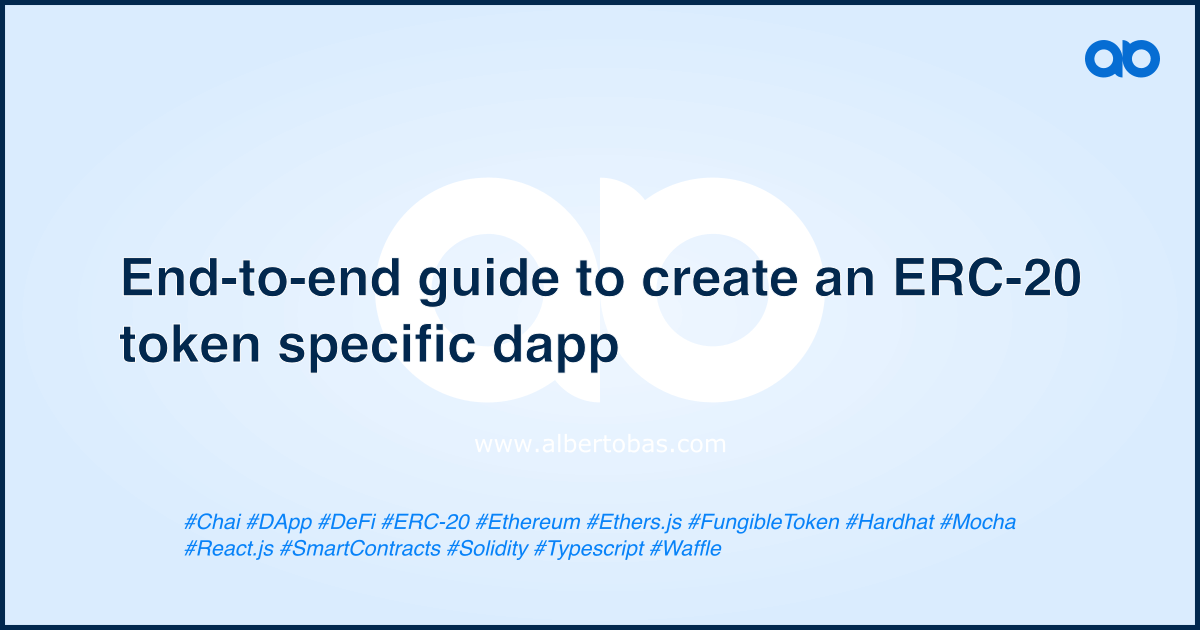 End-to-end guide to create an ERC-20
token specific dapp
www.albertobas.com
#Chai #DApp #DeFi #ERC-20 #Ethereum #Ethers.js #FungibleToken #Hardhat #Mocha
#React.js #SmartContracts #Solidity #Typescript #Waffle